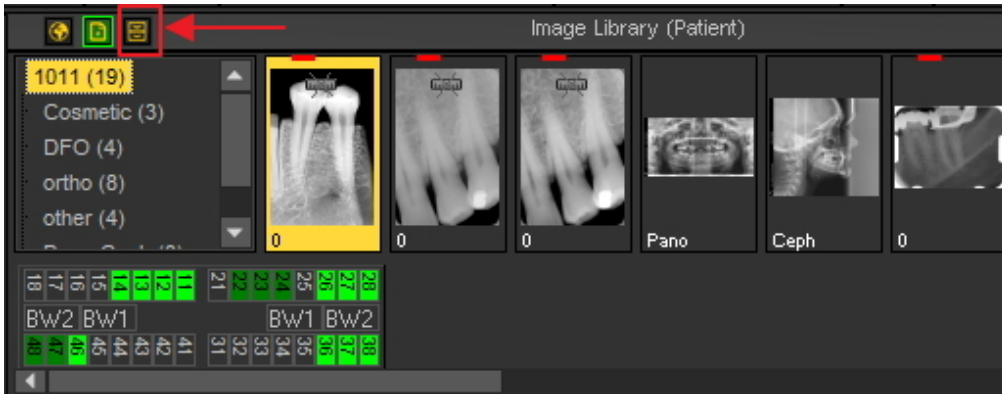 Image Library (Patient)
1011 (19)
Cosmetic (3)
DFO (4)
ortho (8)
other (4)
0
0
0
Pano
Ceph
0
18 17 16 15 14 13 12 11 21 22 23 24 25 26 27 28
BW2 BW1 BW1 BW2
48 47 46 45 44 43 42 41 31 32 33 34 35 36 37 38